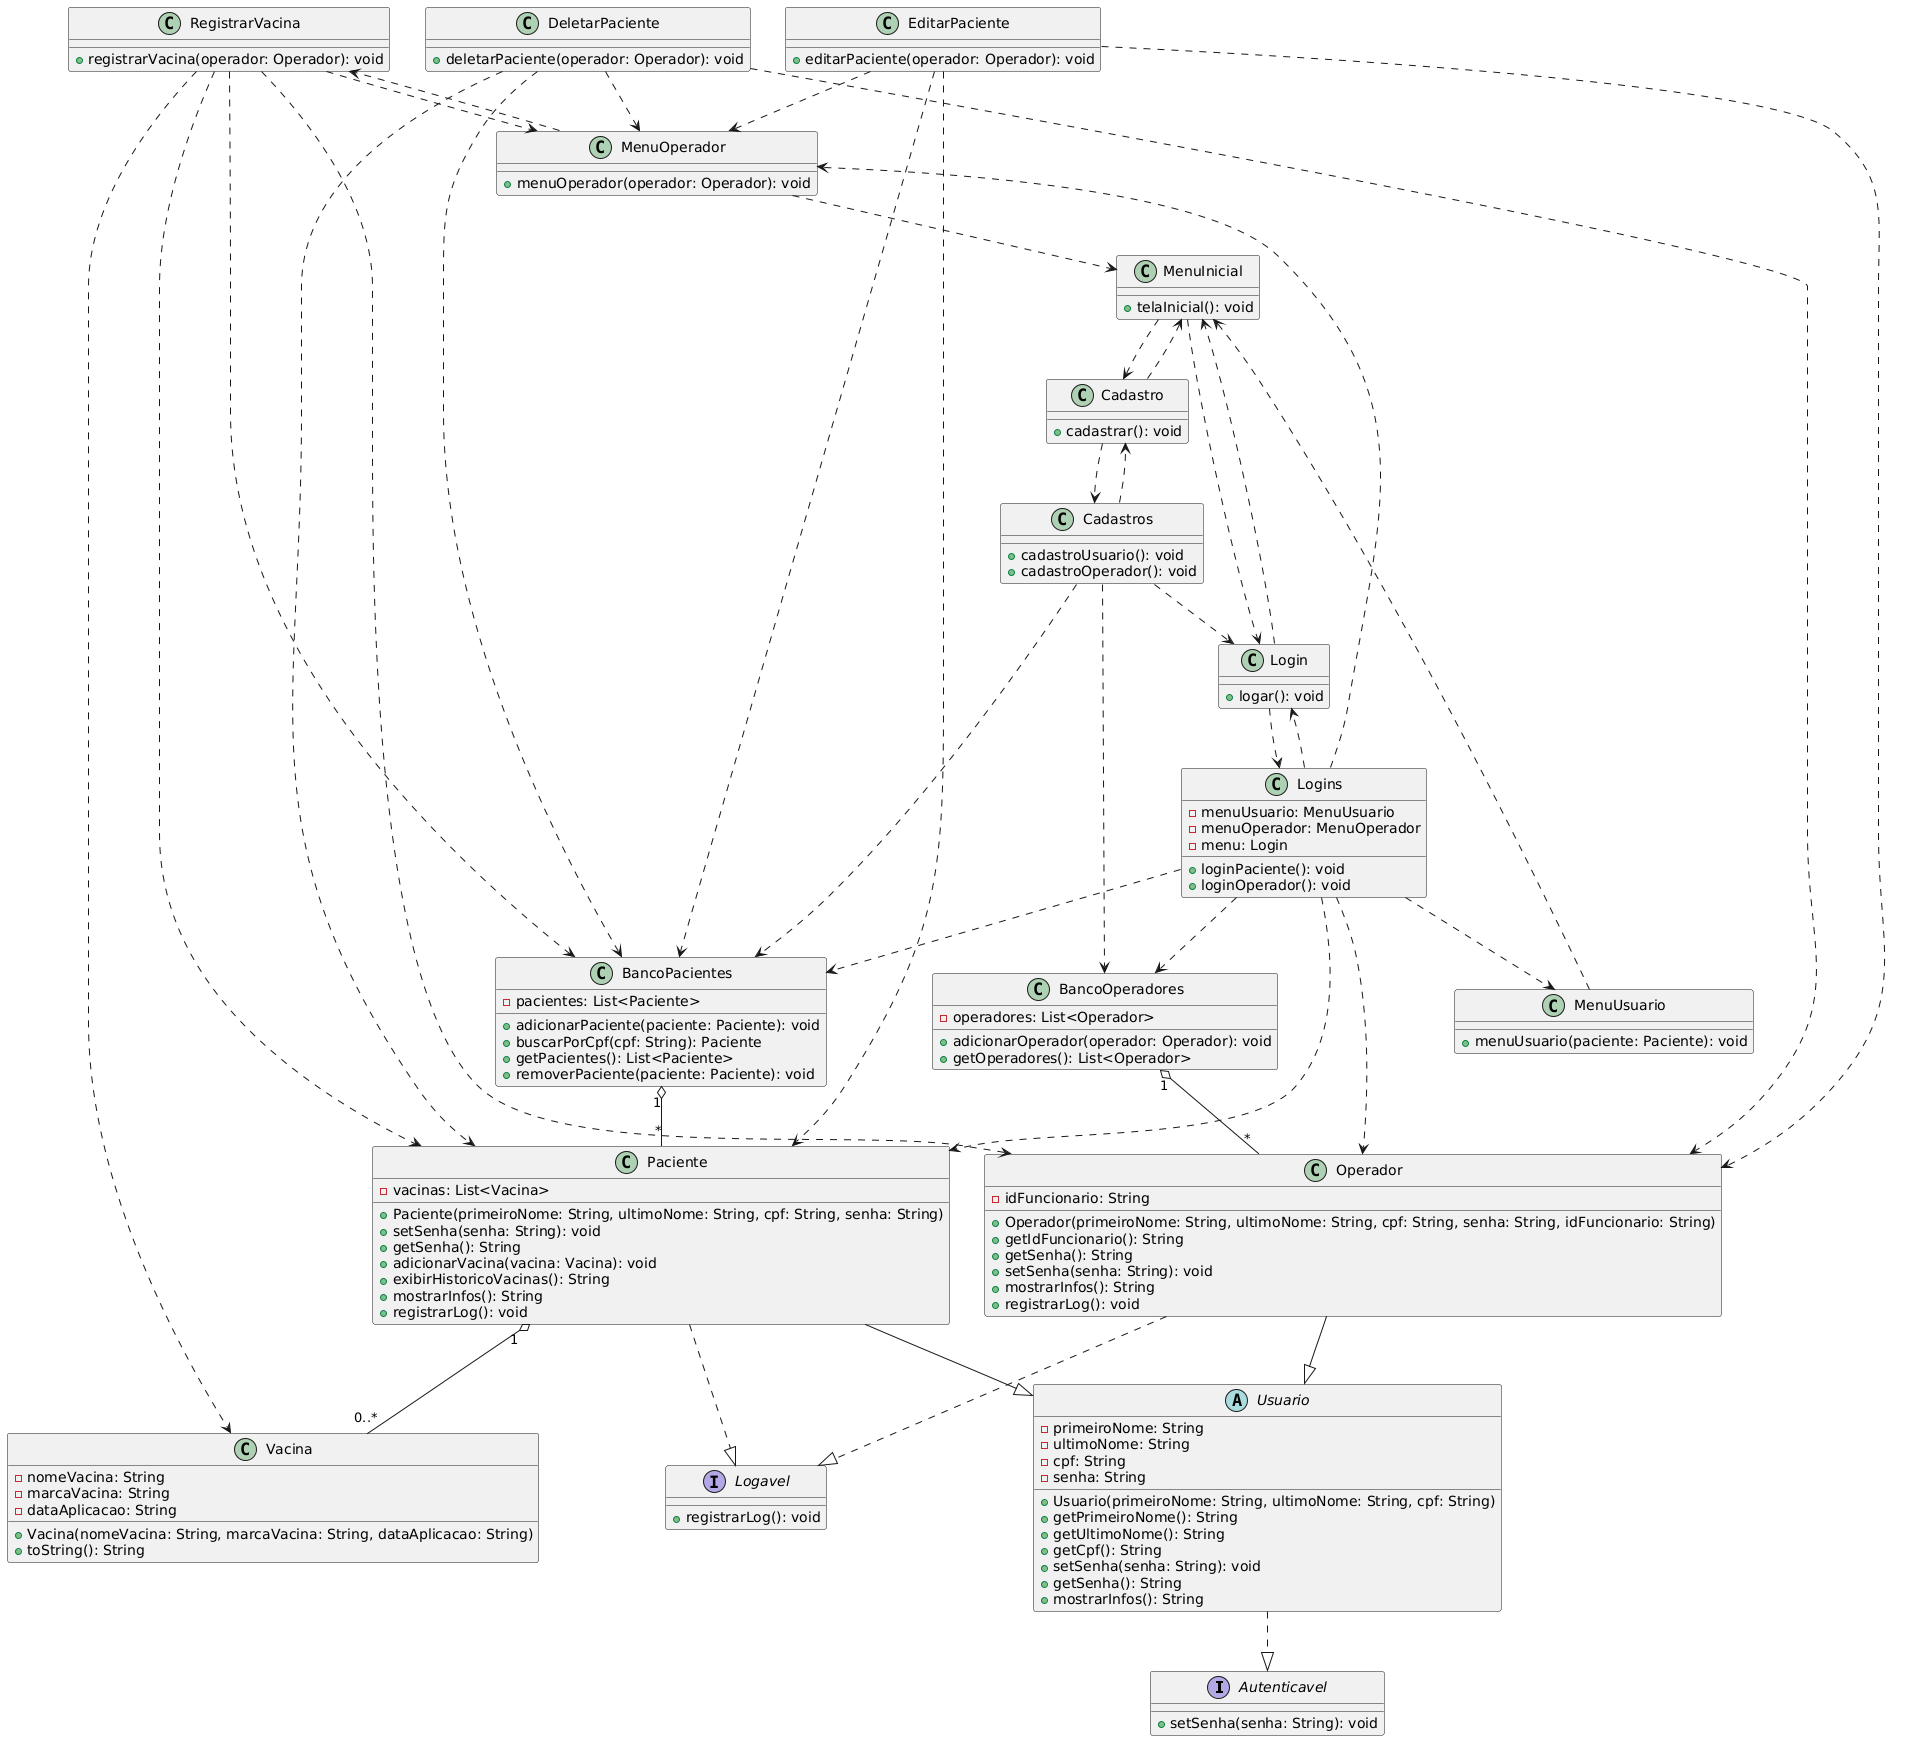 C RegistrarVacina
registrarVacina(operador: Operador): void
C DeletarPaciente
deletarPaciente(operador: Operador): void
C EditarPaciente
editarPaciente(operador: Operador): void
C MenuOperador
menuOperador(operador: Operador): void
C MenuInicial
telaInicial(): void
C Cadastro
cadastrar(): void
C Cadastros
cadastroUsuario(): void
cadastroOperador(): void
C Login
logar(): void
C Logins
menuUsuario: MenuUsuario
menuOperador: MenuOperador
menu: Login
loginPaciente(): void
loginOperador(): void
C BancoPacientes
pacientes: List<Paciente>
adicionarPaciente(paciente: Paciente): void
buscarPorCpf(cpf: String): Paciente
getPacientes(): List<Paciente>
removerPaciente(paciente: Paciente): void
C BancoOperadores
operadores: List<Operador>
adicionarOperador(operador: Operador): void
getOperadores(): List<Operador>
C MenuUsuario
menuUsuario(paciente: Paciente): void
1
*
1
*
C Paciente
vacinas: List<Vacina>
Paciente(primeiroNome: String, ultimoNome: String, cpf: String, senha: String)
setSenha(senha: String): void
getSenha(): String
adicionarVacina(vacina: Vacina): void
exibirHistoricoVacinas(): String
mostrarInfos(): String
registrarLog(): void
C Operador
idFuncionario: String
Operador(primeiroNome: String, ultimoNome: String, cpf: String, senha: String, idFuncionario: String)
getIdFuncionario(): String
getSenha(): String
setSenha(senha: String): void
mostrarInfos(): String
registrarLog(): void
1
0..*
C Vacina
nomeVacina: String
marcaVacina: String
dataAplicacao: String
Vacina(nomeVacina: String, marcaVacina: String, dataAplicacao: String)
toString(): String
I Logavel
registrarLog(): void
A Usuario
primeiroNome: String
ultimoNome: String
cpf: String
senha: String
Usuario(primeiroNome: String, ultimoNome: String, cpf: String)
getPrimeiroNome(): String
getUltimoNome(): String
getCpf(): String
setSenha(senha: String): void
getSenha(): String
mostrarInfos(): String
I Autenticavel
setSenha(senha: String): void